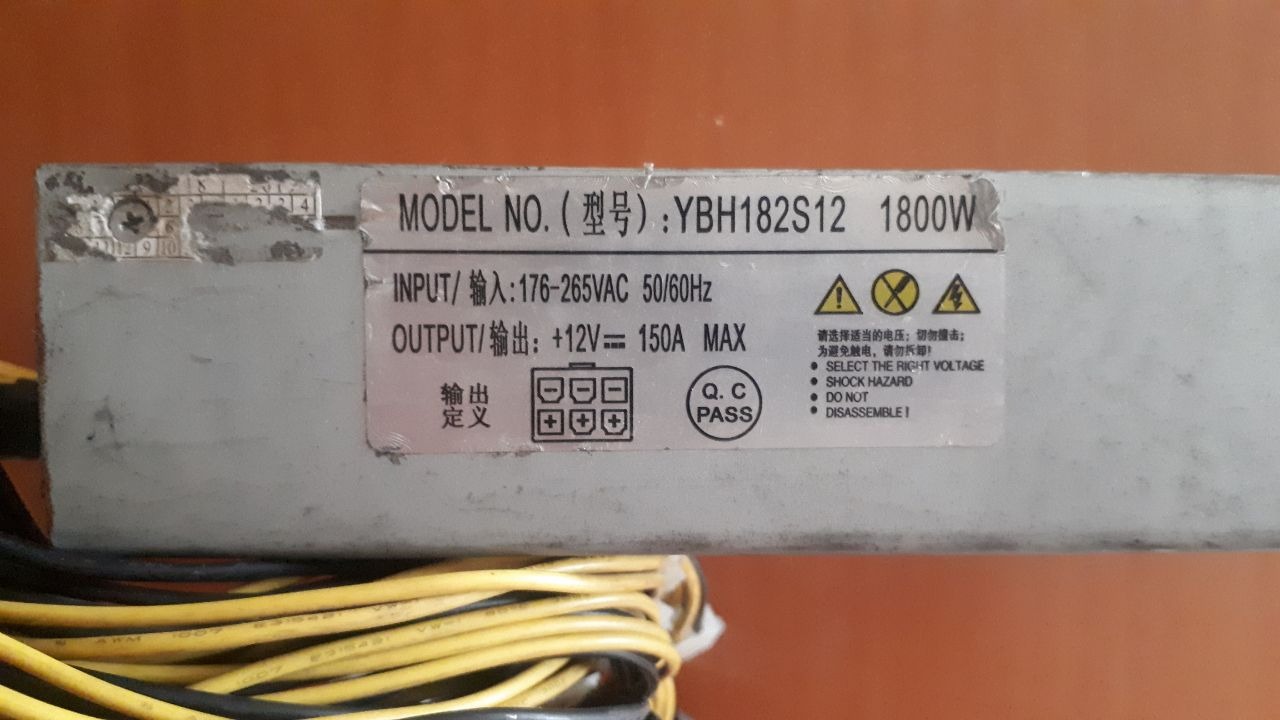 MODEL NO.(型号):YBH182S12 1800W
INPUT/输入:176-265VAC 50/60Hz
OUTPUT/输出: +12V⎓ 150A MAX
输出
定义
- - -
+ + +
Q.C
PASS
请选择适当的电压; 切勿撞击;
为避免触电, 请勿拆卸!
• SELECT THE RIGHT VOLTAGE
• SHOCK HAZARD
• DO NOT
• DISASSEMBLE!
9 10